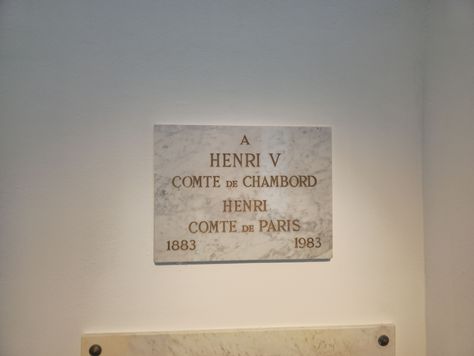 A
HENRI V
COMTE DE CHAMBORD
HENRI
COMTE DE PARIS
1883 1983